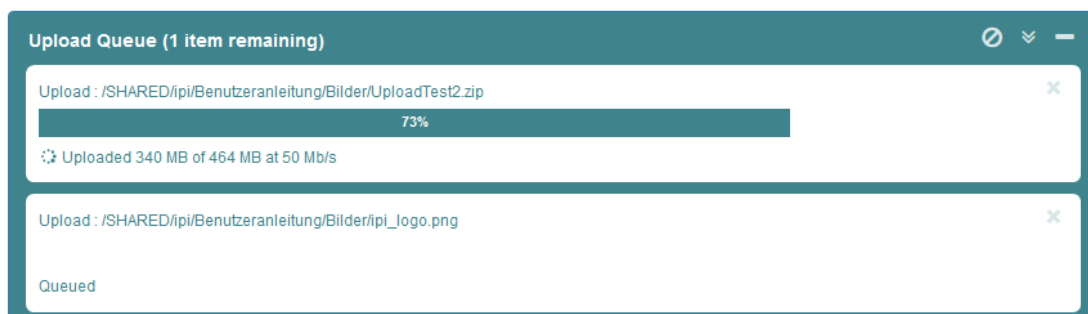 Upload Queue (1 item remaining)
Upload : /SHARED/ipi/Benutzeranleitung/Bilder/UploadTest2.zip
73%
Uploaded 340 MB of 464 MB at 50 Mb/s
Upload : /SHARED/ipi/Benutzeranleitung/Bilder/ipi_logo.png
Queued